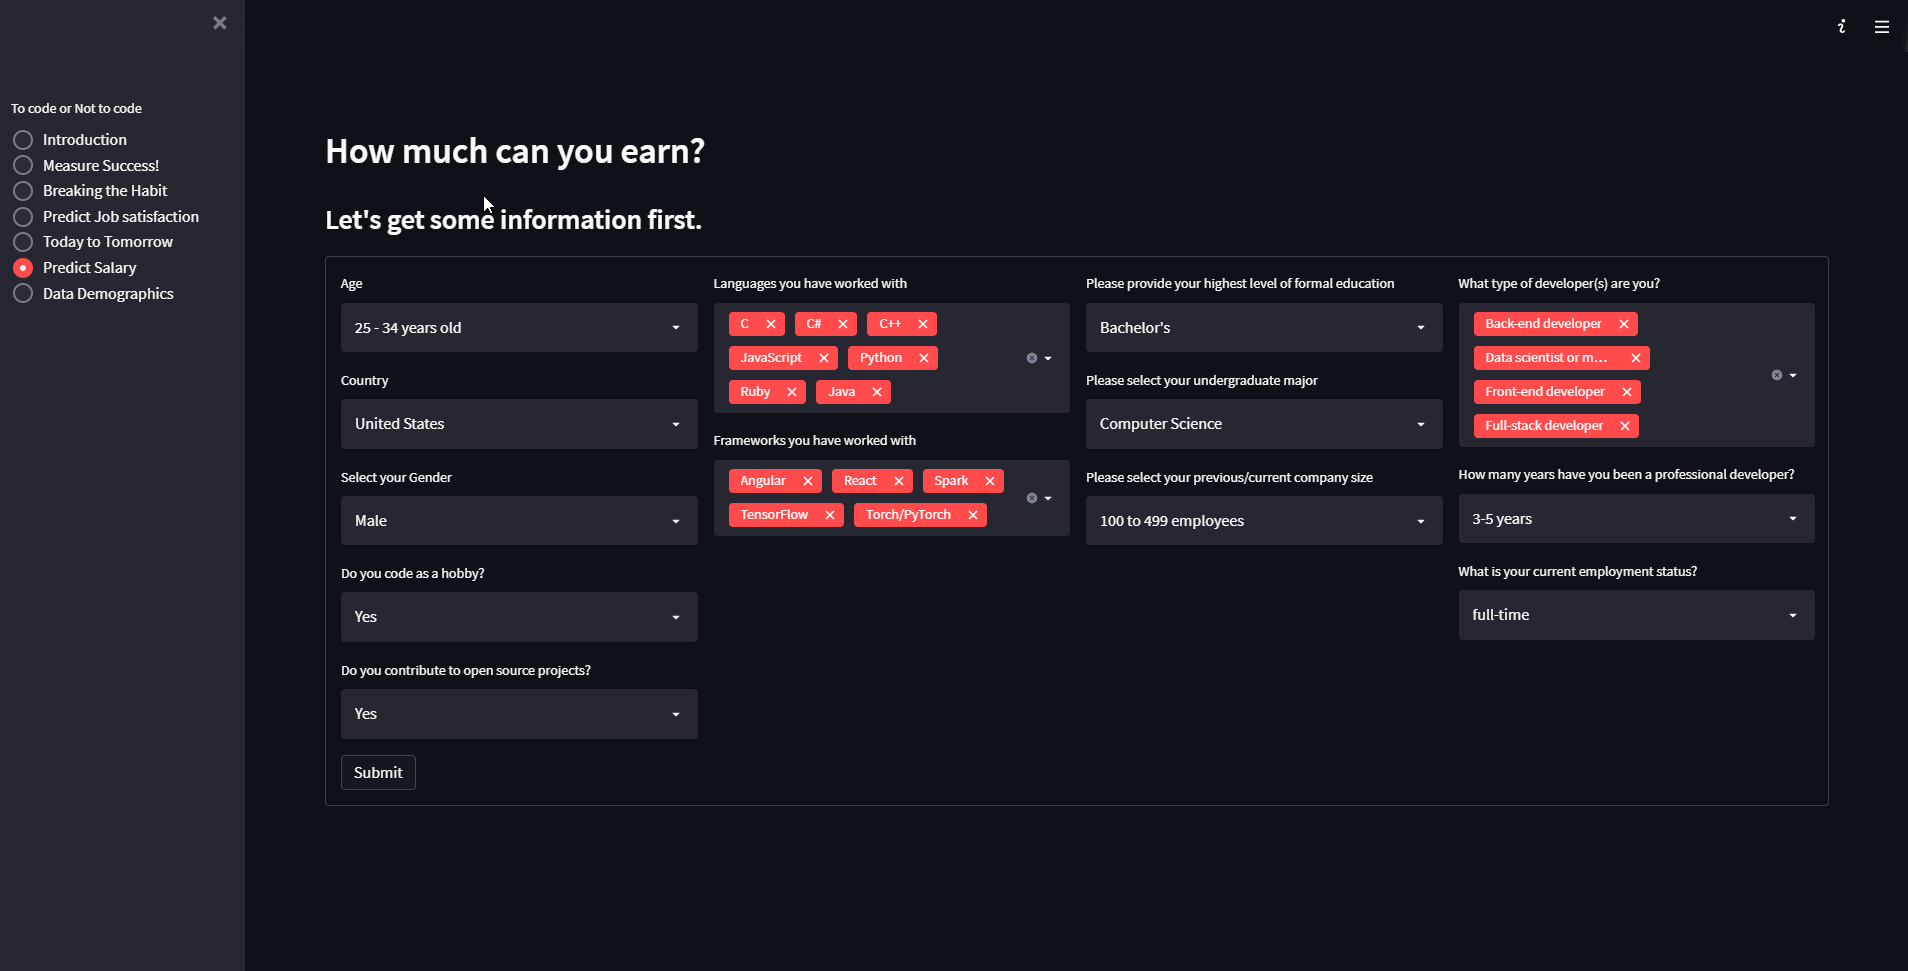 To code or Not to code
Introduction
Measure Success!
Breaking the Habit
Predict Job satisfaction
Today to Tomorrow
Predict Salary
Data Demographics
How much can you earn?
Let's get some information first.
Age
25 - 34 years old
Country
United States
Select your Gender
Male
Do you code as a hobby?
Yes
Do you contribute to open source projects?
Yes
Submit
Languages you have worked with
C C# C++
JavaScript Python
Ruby Java
Frameworks you have worked with
Angular React Spark
TensorFlow Torch/PyTorch
Please provide your highest level of formal education
Bachelor's
Please select your undergraduate major
Computer Science
Please select your previous/current company size
100 to 499 employees
What type of developer(s) are you?
Back-end developer
Data scientist or m...
Front-end developer
Full-stack developer
How many years have you been a professional developer?
3-5 years
What is your current employment status?
full-time